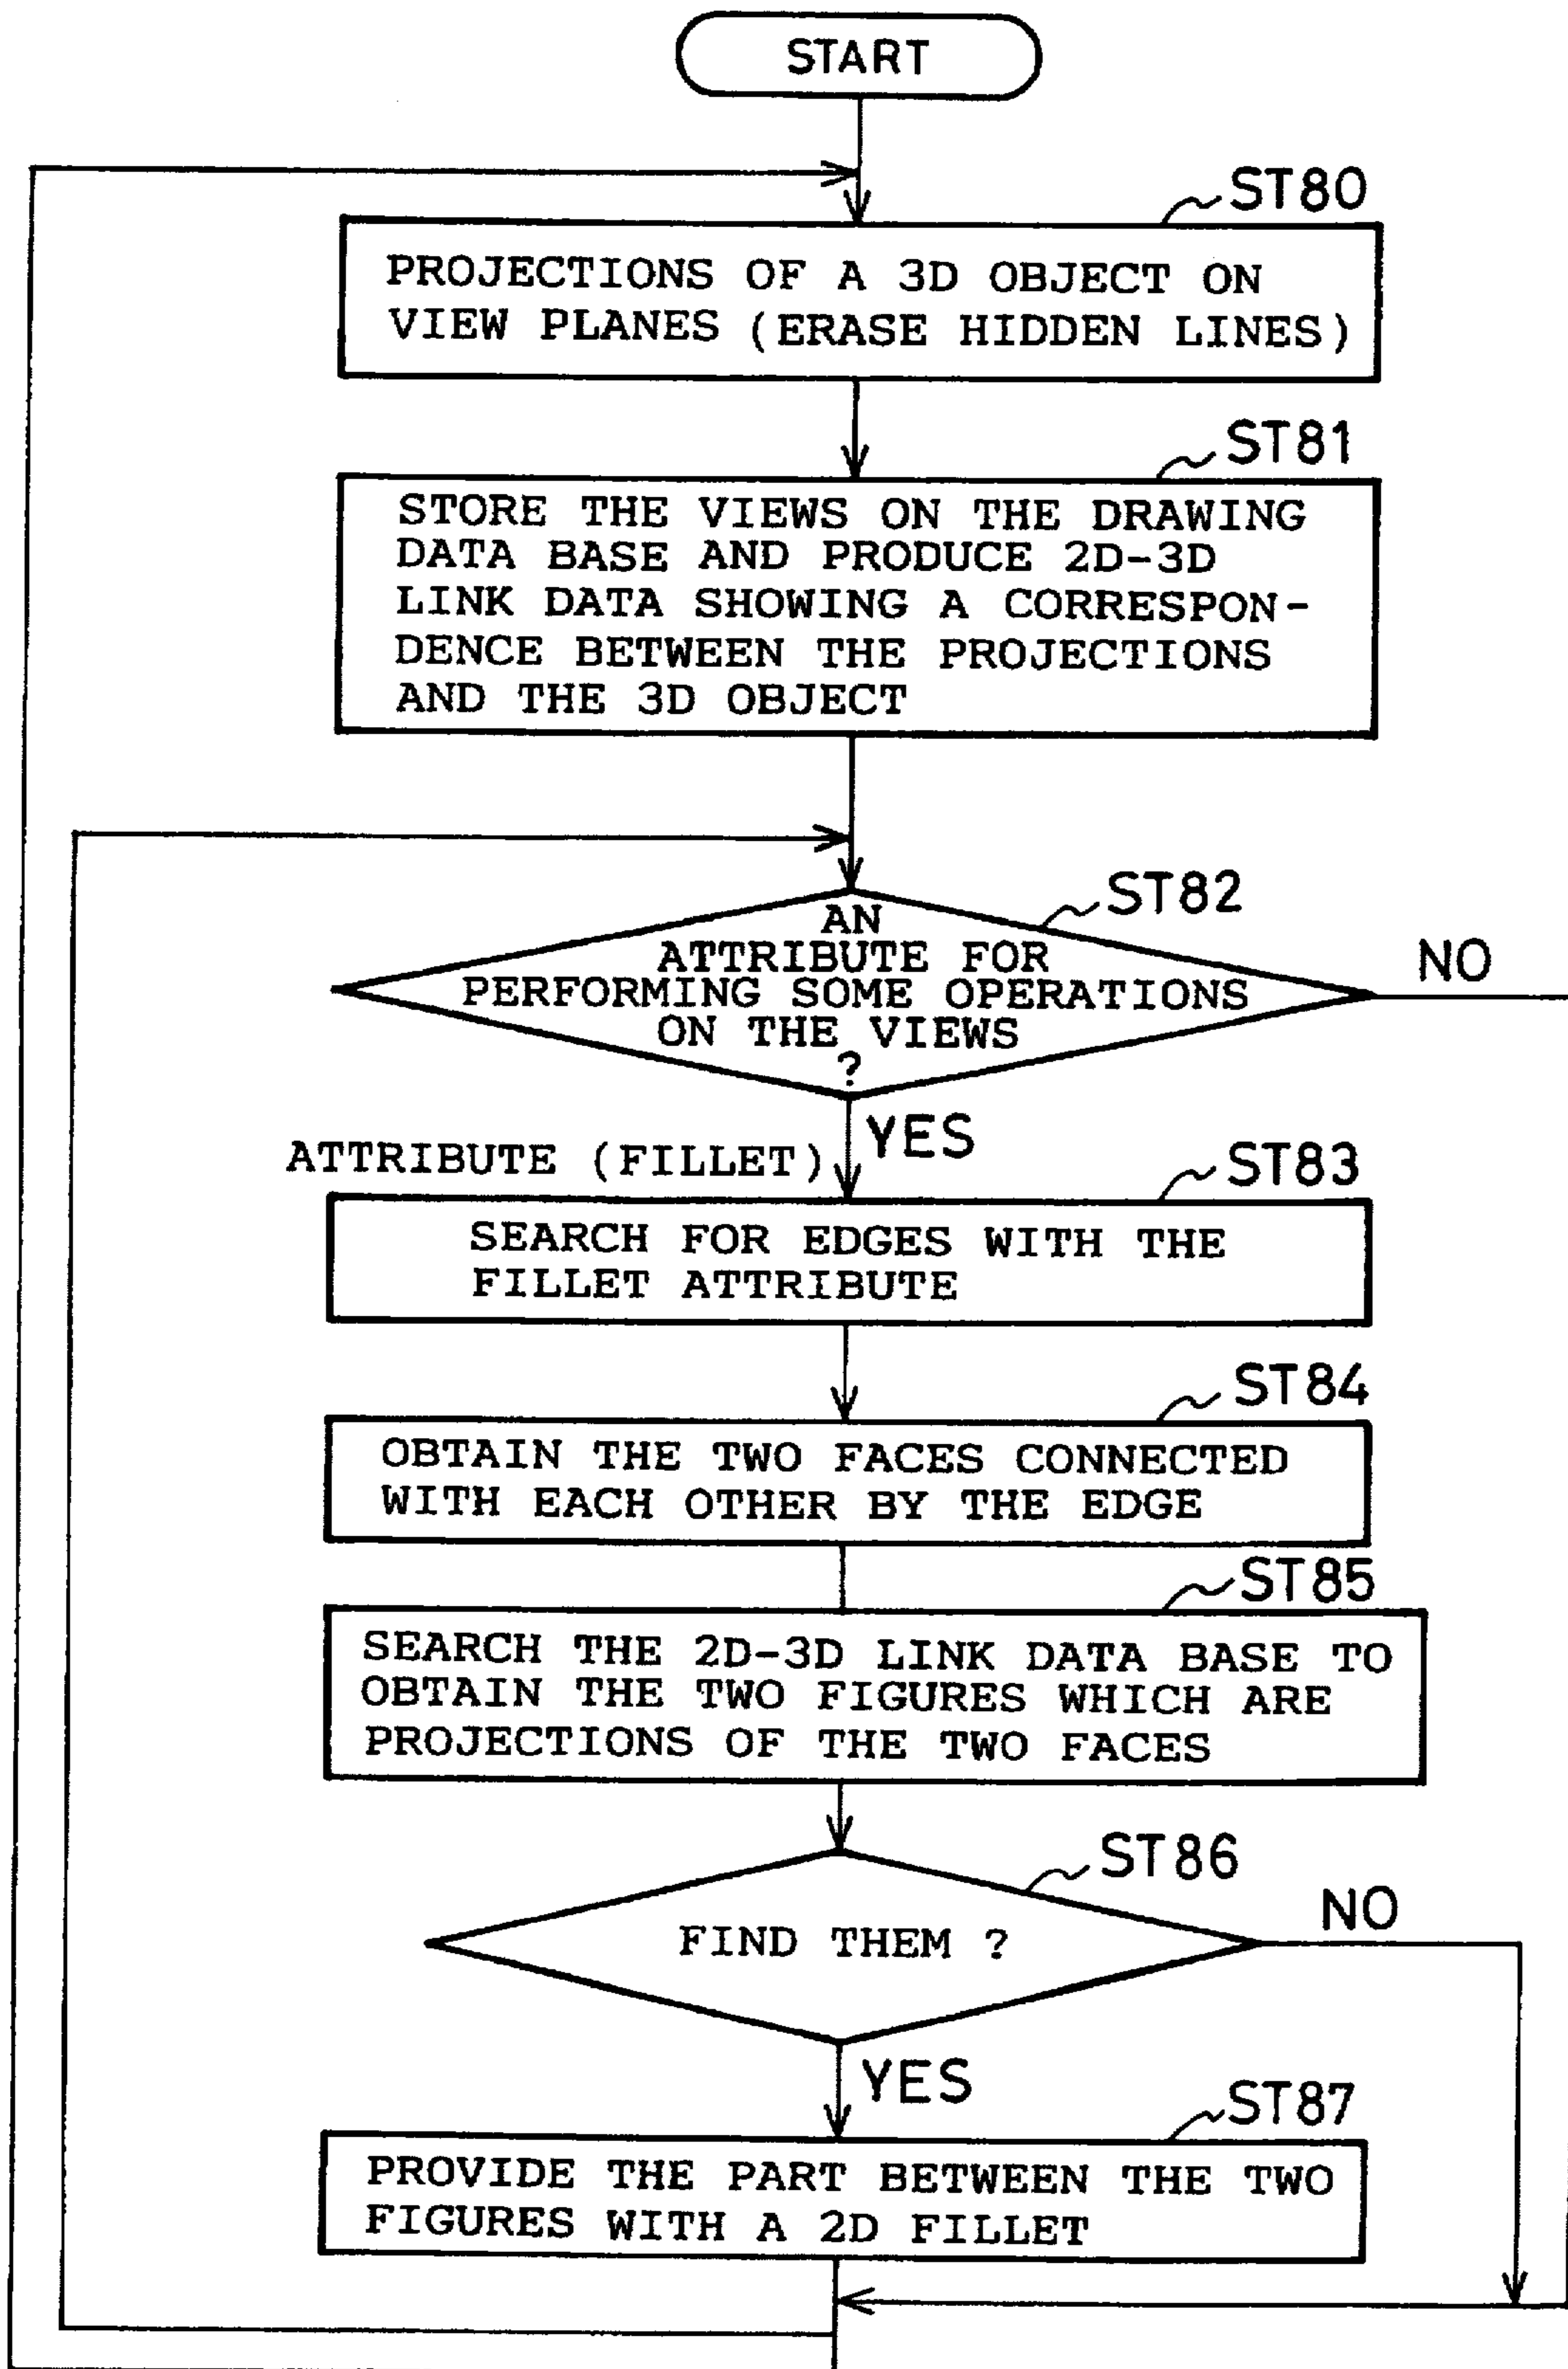 START
ST80
PROJECTIONS OF A 3D OBJECT ON
VIEW PLANES (ERASE HIDDEN LINES)
ST81
STORE THE VIEWS ON THE DRAWING
DATA BASE AND PRODUCE 2D-3D
LINK DATA SHOWING A CORRESPON-
DENCE BETWEEN THE PROJECTIONS
AND THE 3D OBJECT
ST82
AN
ATTRIBUTE FOR
PERFORMING SOME OPERATIONS
ON THE VIEWS
?
NO
YES
ATTRIBUTE (FILLET)
ST83
SEARCH FOR EDGES WITH THE
FILLET ATTRIBUTE
ST84
OBTAIN THE TWO FACES CONNECTED
WITH EACH OTHER BY THE EDGE
ST85
SEARCH THE 2D-3D LINK DATA BASE TO
OBTAIN THE TWO FIGURES WHICH ARE
PROJECTIONS OF THE TWO FACES
ST86
FIND THEM ?
NO
YES
ST87
PROVIDE THE PART BETWEEN THE TWO
FIGURES WITH A 2D FILLET